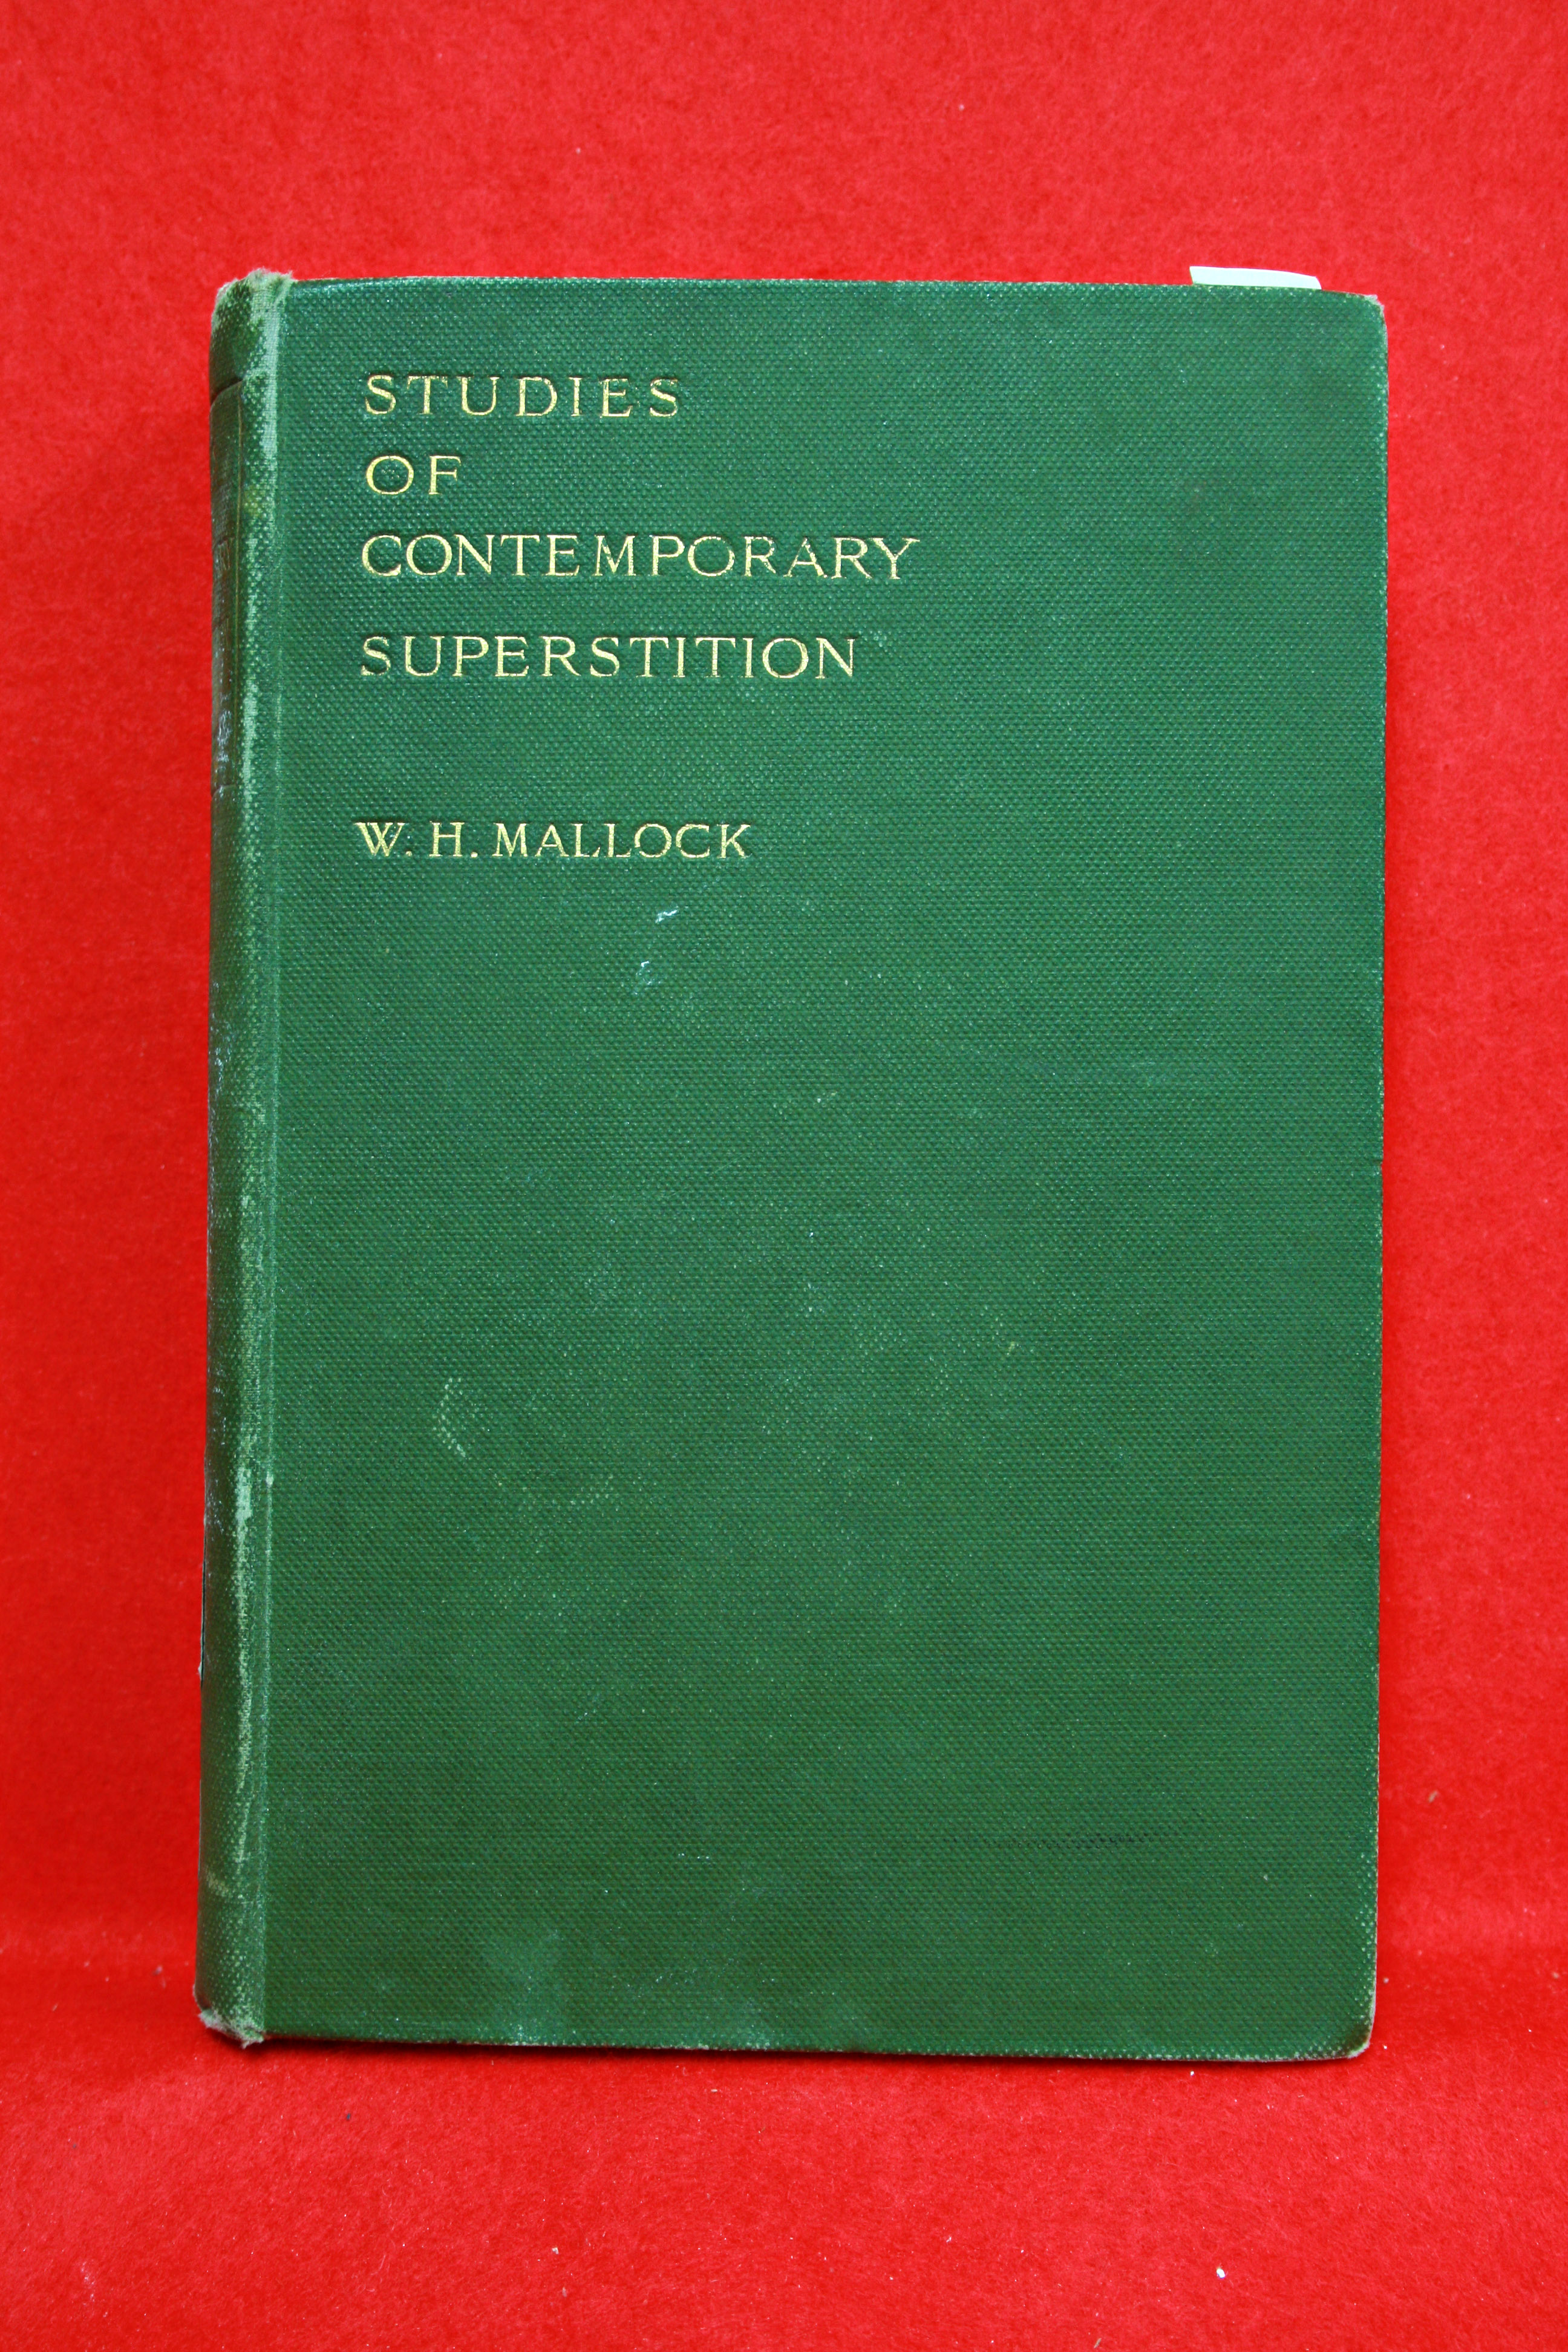 STUDIES
OF
CONTEMPORARY
SUPERSTITION
W. H. MALLOCK